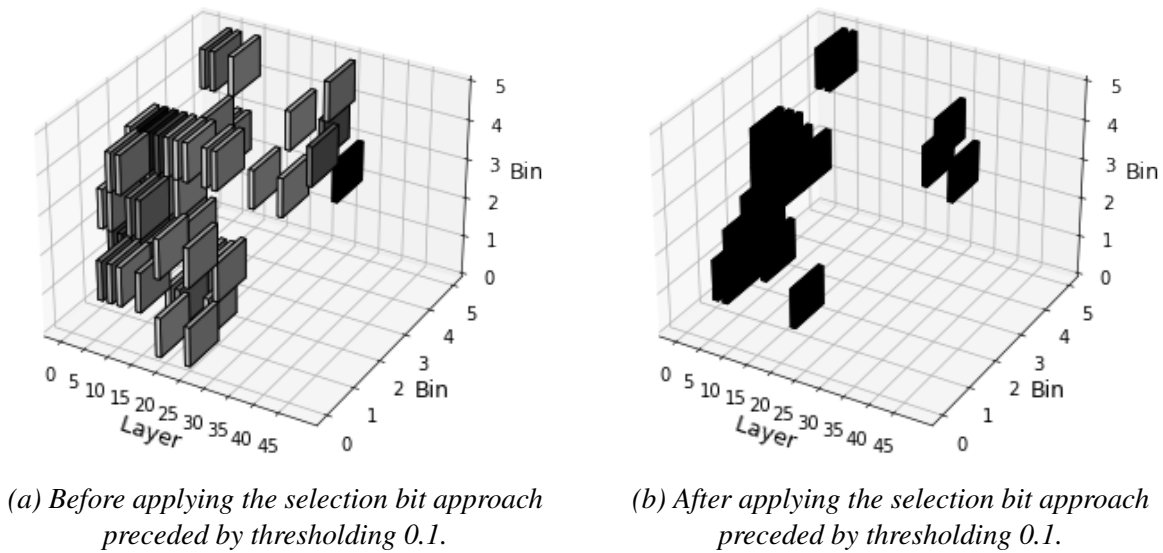 5
4
3
2
1
0
Bin
5
4
3
2
1
0
Bin
0 5 10 15 20 25 30 35 40 45
Layer
5
4
3
2
1
0
Bin
5
4
3
2
1
0
Bin
0 5 10 15 20 25 30 35 40 45
Layer
(a) Before applying the selection bit approach
preceded by thresholding 0.1.
(b) After applying the selection bit approach
preceded by thresholding 0.1.